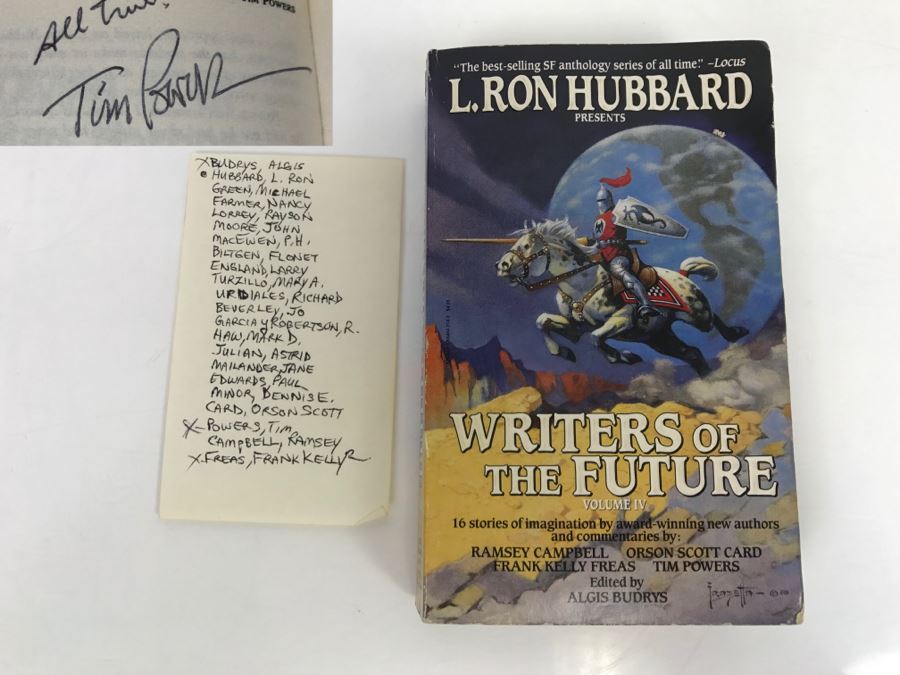 TIM POWERS
All true!
Tim Powers
X BUDRYS, ALGIS
• HUBBARD, L. RON
GREEN, MICHAEL
FARMER, NANCY
LORREY, RAYSON
MOORE, JOHN
MACEWEN, P.H.
BILTGEN, FLONET
ENGLAND, LARRY
TURZILLO, MARY A.
URDIALES, RICHARD
BEVERLEY, JO
GARCIA Y ROBERTSON, R.
HAW, MARK D.
JULIAN, ASTRID
MAILANDER, JANE
EDWARDS, PAUL
MINOR, DENNIS E.
CARD, ORSON SCOTT
X- POWERS, TIM
CAMPBELL, RAMSEY
X FREAS, FRANK KELLY R
"The best-selling SF anthology series of all time!" –Locus
L. RON HUBBARD
PRESENTS
WRITERS OF
THE FUTURE
VOLUME IV
16 stories of imagination by award-winning new authors
and commentaries by:
RAMSEY CAMPBELL ORSON SCOTT CARD
FRANK KELLY FREAS TIM POWERS
Edited by
ALGIS BUDRYS
Frazetta